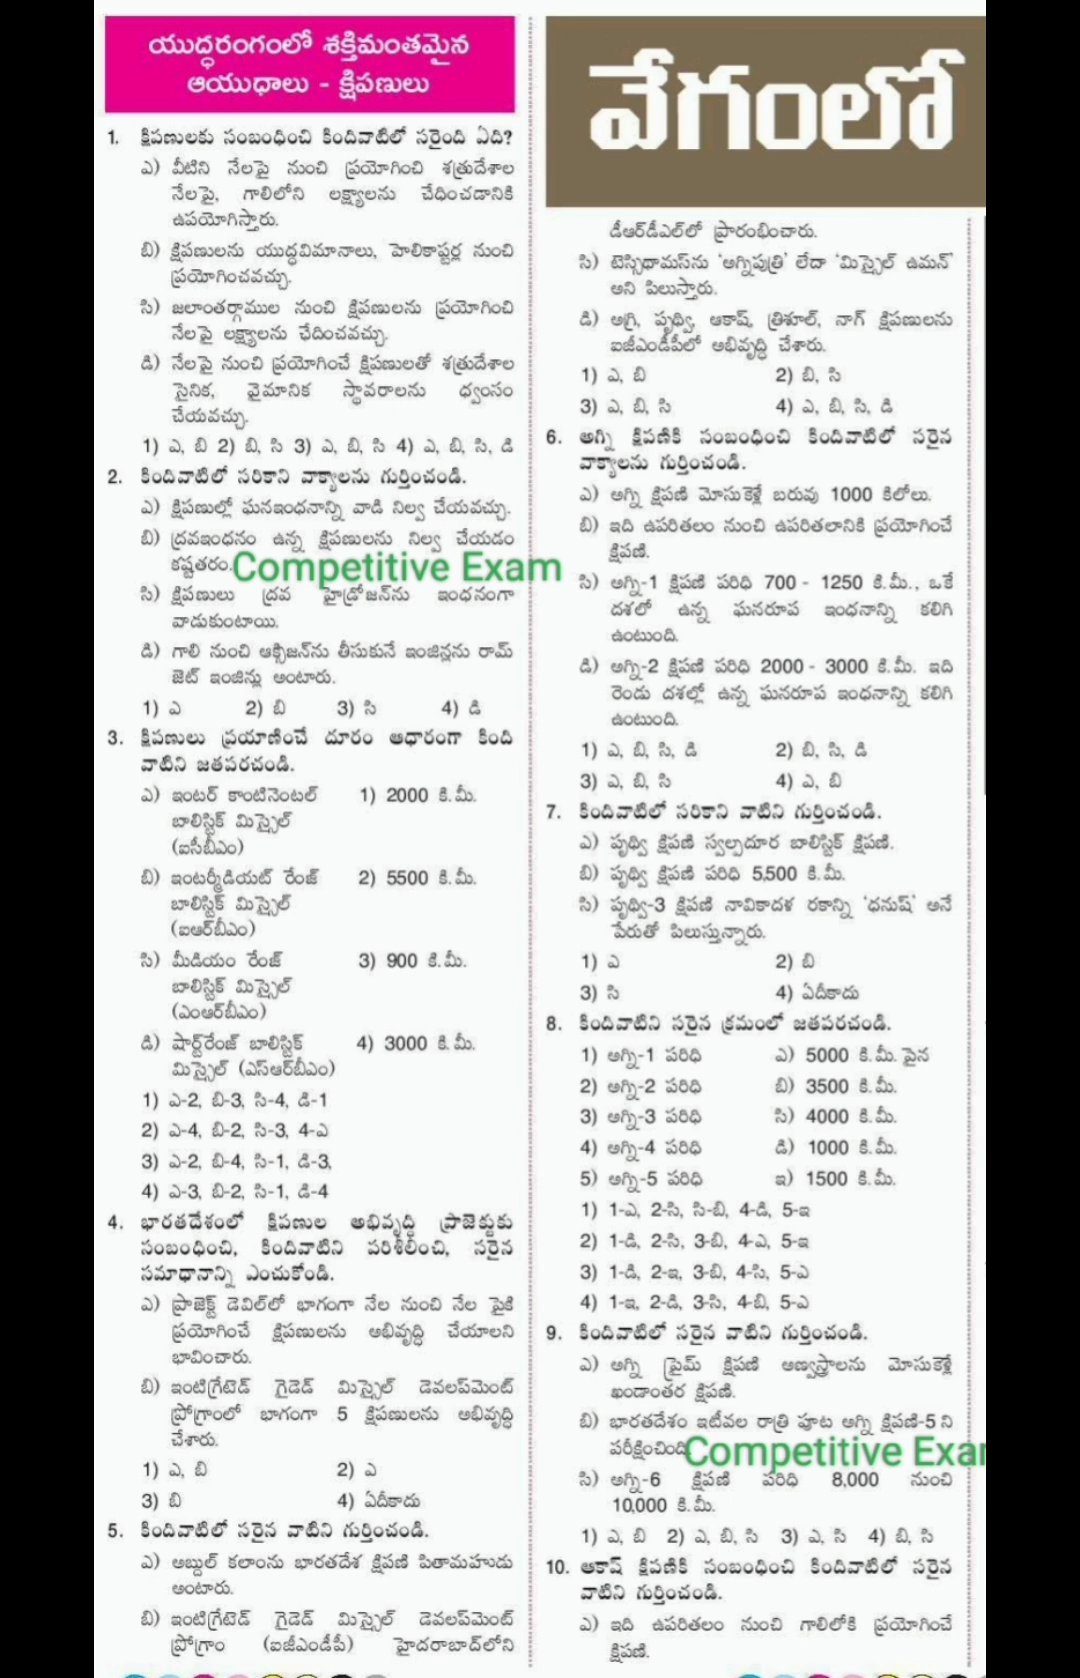 యుద్ధరంగంలో శక్తిమంతమైన
ఆయుధాలు - క్షిపణులు
1. క్షిపణులకు సంబంధించి కిందివాటిలో సరైంది ఏది?
ఎ) వీటిని నేలపై నుంచి ప్రయోగించి శత్రుదేశాల
నేలపై, గాలిలోని లక్ష్యాలను చేధించడానికి
ఉపయోగిస్తారు.
బి) క్షిపణులను యుద్ధవిమానాలు, హెలికాప్టర్ల నుంచి
ప్రయోగించవచ్చు.
సి) జలాంతర్గాముల నుంచి క్షిపణులను ప్రయోగించి
నేలపై లక్ష్యాలను ఛేదించవచ్చు.
డి) నేలపై నుంచి ప్రయోగించే క్షిపణులతో శత్రుదేశాల
సైనిక, వైమానిక స్థావరాలను ధ్వంసం
చేయవచ్చు.
1) ఎ, బి 2) బి, సి 3) ఎ, బి, సి 4) ఎ, బి, సి, డి
2. కిందివాటిలో సరికాని వాక్యాలను గుర్తించండి.
ఎ) క్షిపణుల్లో ఘనఇంధనాన్ని వాడి నిల్వ చేయవచ్చు.
బి) ద్రవఇంధనం ఉన్న క్షిపణులను నిల్వ చేయడం
కష్టతరం.
Competitive Exam
సి) క్షిపణులు ద్రవ హైడ్రోజన్‌ను ఇంధనంగా
వాడుకుంటాయి.
డి) గాలి నుంచి ఆక్సిజన్‌ను తీసుకునే ఇంజిన్లను రామ్
జెట్ ఇంజిన్లు అంటారు.
1) ఎ 2) బి 3) సి 4) డి
3. క్షిపణులు ప్రయాణించే దూరం ఆధారంగా కింది
వాటిని జతపరచండి.
ఎ) ఇంటర్ కాంటినెంటల్ 1) 2000 కి.మీ.
బాలిస్టిక్ మిస్సైల్
(ఐసీబీఎం)
బి) ఇంటర్మీడియట్ రేంజ్ 2) 5500 కి.మీ.
బాలిస్టిక్ మిస్సైల్
(ఐఆర్‌బీఎం)
సి) మీడియం రేంజ్ 3) 900 కి.మీ.
బాలిస్టిక్ మిస్సైల్
(ఎంఆర్‌బీఎం)
డి) షార్ట్‌రేంజ్ బాలిస్టిక్ 4) 3000 కి.మీ.
మిస్సైల్ (ఎస్ఆర్‌బీఎం)
1) ఎ-2, బి-3, సి-4, డి-1
2) ఎ-4, బి-2, సి-3, 4-ఎ
3) ఎ-2, బి-4, సి-1, డి-3,
4) ఎ-3, బి-2, సి-1, డి-4
4. భారతదేశంలో క్షిపణుల అభివృద్ధి ప్రాజెక్టుకు
సంబంధించి, కిందివాటిని పరిశీలించి, సరైన
సమాధానాన్ని ఎంచుకోండి.
ఎ) ప్రాజెక్ట్ డెవిల్‌లో భాగంగా నేల నుంచి నేల పైకి
ప్రయోగించే క్షిపణులను అభివృద్ధి చేయాలని
భావించారు.
బి) ఇంటిగ్రేటెడ్ గైడెడ్ మిస్సైల్ డెవలప్‌మెంట్
ప్రోగ్రాంలో భాగంగా 5 క్షిపణులను అభివృద్ధి
చేశారు.
1) ఎ, బి 2) ఎ
3) బి 4) ఏదీకాదు
5. కిందివాటిలో సరైన వాటిని గుర్తించండి.
ఎ) అబ్దుల్ కలాంను భారతదేశ క్షిపణి పితామహుడు
అంటారు.
బి) ఇంటిగ్రేటెడ్ గైడెడ్ మిస్సైల్ డెవలప్‌మెంట్
ప్రోగ్రాం (ఐజీఎండీపీ) హైదరాబాద్‌లోని
వేగంలో
డీఆర్‌డీఎల్‌లో ప్రారంభించారు.
సి) టెస్సిథామస్‌ను 'అగ్నిపుత్రి' లేదా 'మిస్సైల్ ఉమన్'
అని పిలుస్తారు.
డి) అగ్రి, పృథ్వి, ఆకాష్, త్రిశూల్, నాగ్ క్షిపణులను
ఐజీఎండీపీలో అభివృద్ధి చేశారు.
1) ఎ, బి 2) బి, సి
3) ఎ, బి, సి 4) ఎ, బి, సి, డి
6. అగ్ని క్షిపణికి సంబంధించి కిందివాటిలో సరైన
వాక్యాలను గుర్తించండి.
ఎ) అగ్ని క్షిపణి మోసుకెళ్లే బరువు 1000 కిలోలు.
బి) ఇది ఉపరితలం నుంచి ఉపరితలానికి ప్రయోగించే
క్షిపణి.
సి) అగ్ని-1 క్షిపణి పరిధి 700 - 1250 కి.మీ., ఒకే
దశలో ఉన్న ఘనరూప ఇంధనాన్ని కలిగి
ఉంటుంది.
డి) అగ్ని-2 క్షిపణి పరిధి 2000 - 3000 కి.మీ. ఇది
రెండు దశల్లో ఉన్న ఘనరూప ఇంధనాన్ని కలిగి
ఉంటుంది.
1) ఎ, బి, సి, డి 2) బి, సి, డి
3) ఎ, బి, సి 4) ఎ, బి
7. కిందివాటిలో సరికాని వాటిని గుర్తించండి.
ఎ) పృథ్వి క్షిపణి స్వల్పదూర బాలిస్టిక్ క్షిపణి.
బి) పృథ్వి క్షిపణి పరిధి 5,500 కి.మీ.
సి) పృథ్వి-3 క్షిపణి నావికాదళ రకాన్ని 'ధనుష్' అనే
పేరుతో పిలుస్తున్నారు.
1) ఎ 2) బి
3) సి 4) ఏదీకాదు
8. కిందివాటిని సరైన క్రమంలో జతపరచండి.
1) అగ్ని-1 పరిధి ఎ) 5000 కి.మీ. పైన
2) అగ్ని-2 పరిధి బి) 3500 కి.మీ.
3) అగ్ని-3 పరిధి సి) 4000 కి.మీ.
4) అగ్ని-4 పరిధి డి) 1000 కి.మీ.
5) అగ్ని-5 పరిధి ఇ) 1500 కి.మీ.
1) 1-ఎ, 2-సి, సి-బి, 4-డి, 5-ఇ
2) 1-డి, 2-సి, 3-బి, 4-ఎ, 5-ఇ
3) 1-డి, 2-ఇ, 3-బి, 4-సి, 5-ఎ
4) 1-ఇ, 2-డి, 3-సి, 4-బి, 5-ఎ
9. కిందివాటిలో సరైన వాటిని గుర్తించండి.
ఎ) అగ్ని ప్రైమ్ క్షిపణి అణ్వస్త్రాలను మోసుకెళ్లే
ఖండాంతర క్షిపణి.
బి) భారతదేశం ఇటీవల రాత్రి పూట అగ్ని క్షిపణి-5 ని
పరీక్షించింది
Competitive Exar
సి) అగ్ని-6 క్షిపణి పరిధి 8,000 నుంచి
10,000 కి.మీ.
1) ఎ, బి 2) ఎ, బి, సి 3) ఎ, సి 4) బి, సి
10. ఆకాష్ క్షిపణికి సంబంధించి కిందివాటిలో సరైన
వాటిని గుర్తించండి.
ఎ) ఇది ఉపరితలం నుంచి గాలిలోకి ప్రయోగించే
క్షిపణి.